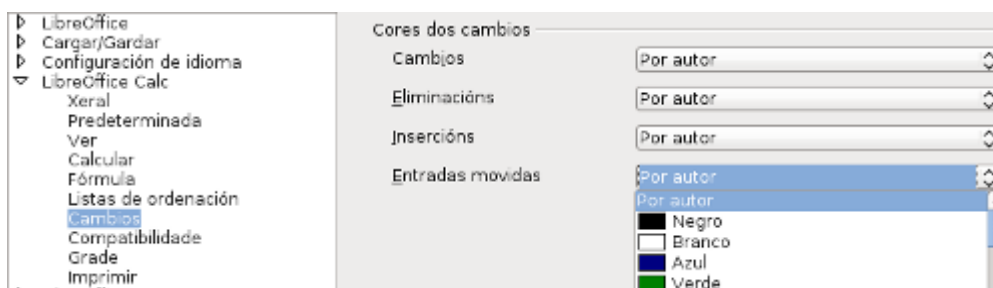 LibreOffice
Cargar/Gardar
Configuración de idioma
LibreOffice Calc
Xeral
Predeterminada
Ver
Calcular
Fórmula
Listas de ordenación
Cambios
Compatibilidade
Grade
Imprimir
Cores dos cambios
Cambios Por autor
Eliminacións Por autor
Insercións Por autor
Entradas movidas Por autor
Por autor
Negro
Branco
Azul
Verde